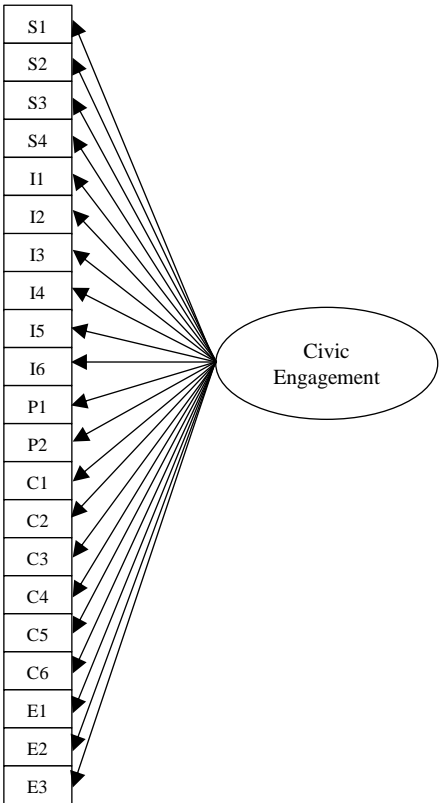 S1
S2
S3
S4
I1
I2
I3
I4
I5
I6
P1
P2
C1
C2
C3
C4
C5
C6
E1
E2
E3
Civic
Engagement